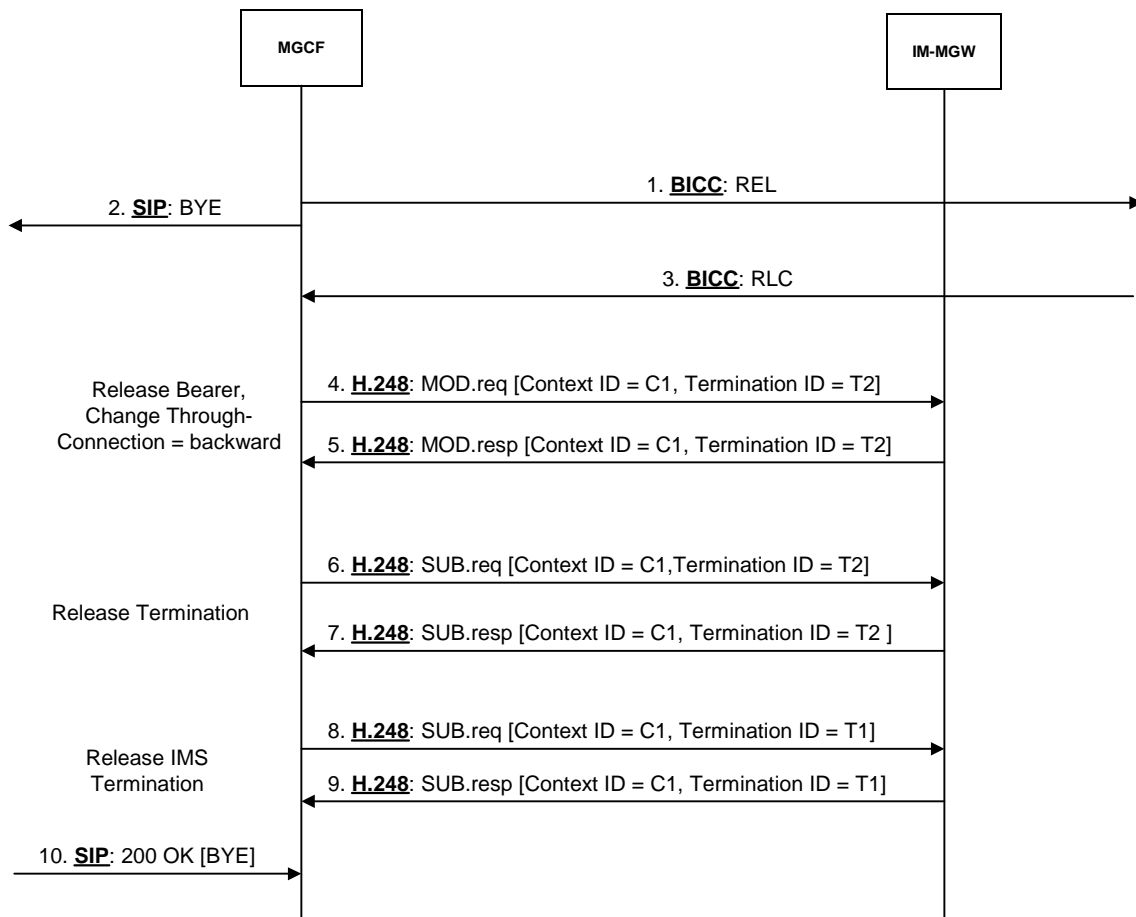 MGCF
IM-MGW
1. BICC: REL
2. SIP: BYE
3. BICC: RLC
Release Bearer,
Change Through-
Connection = backward
4. H.248: MOD.req [Context ID = C1, Termination ID = T2]
5. H.248: MOD.resp [Context ID = C1, Termination ID = T2]
6. H.248: SUB.req [Context ID = C1,Termination ID = T2]
Release Termination
7. H.248: SUB.resp [Context ID = C1, Termination ID = T2 ]
8. H.248: SUB.req [Context ID = C1, Termination ID = T1]
Release IMS
Termination
9. H.248: SUB.resp [Context ID = C1, Termination ID = T1]
10. SIP: 200 OK [BYE]